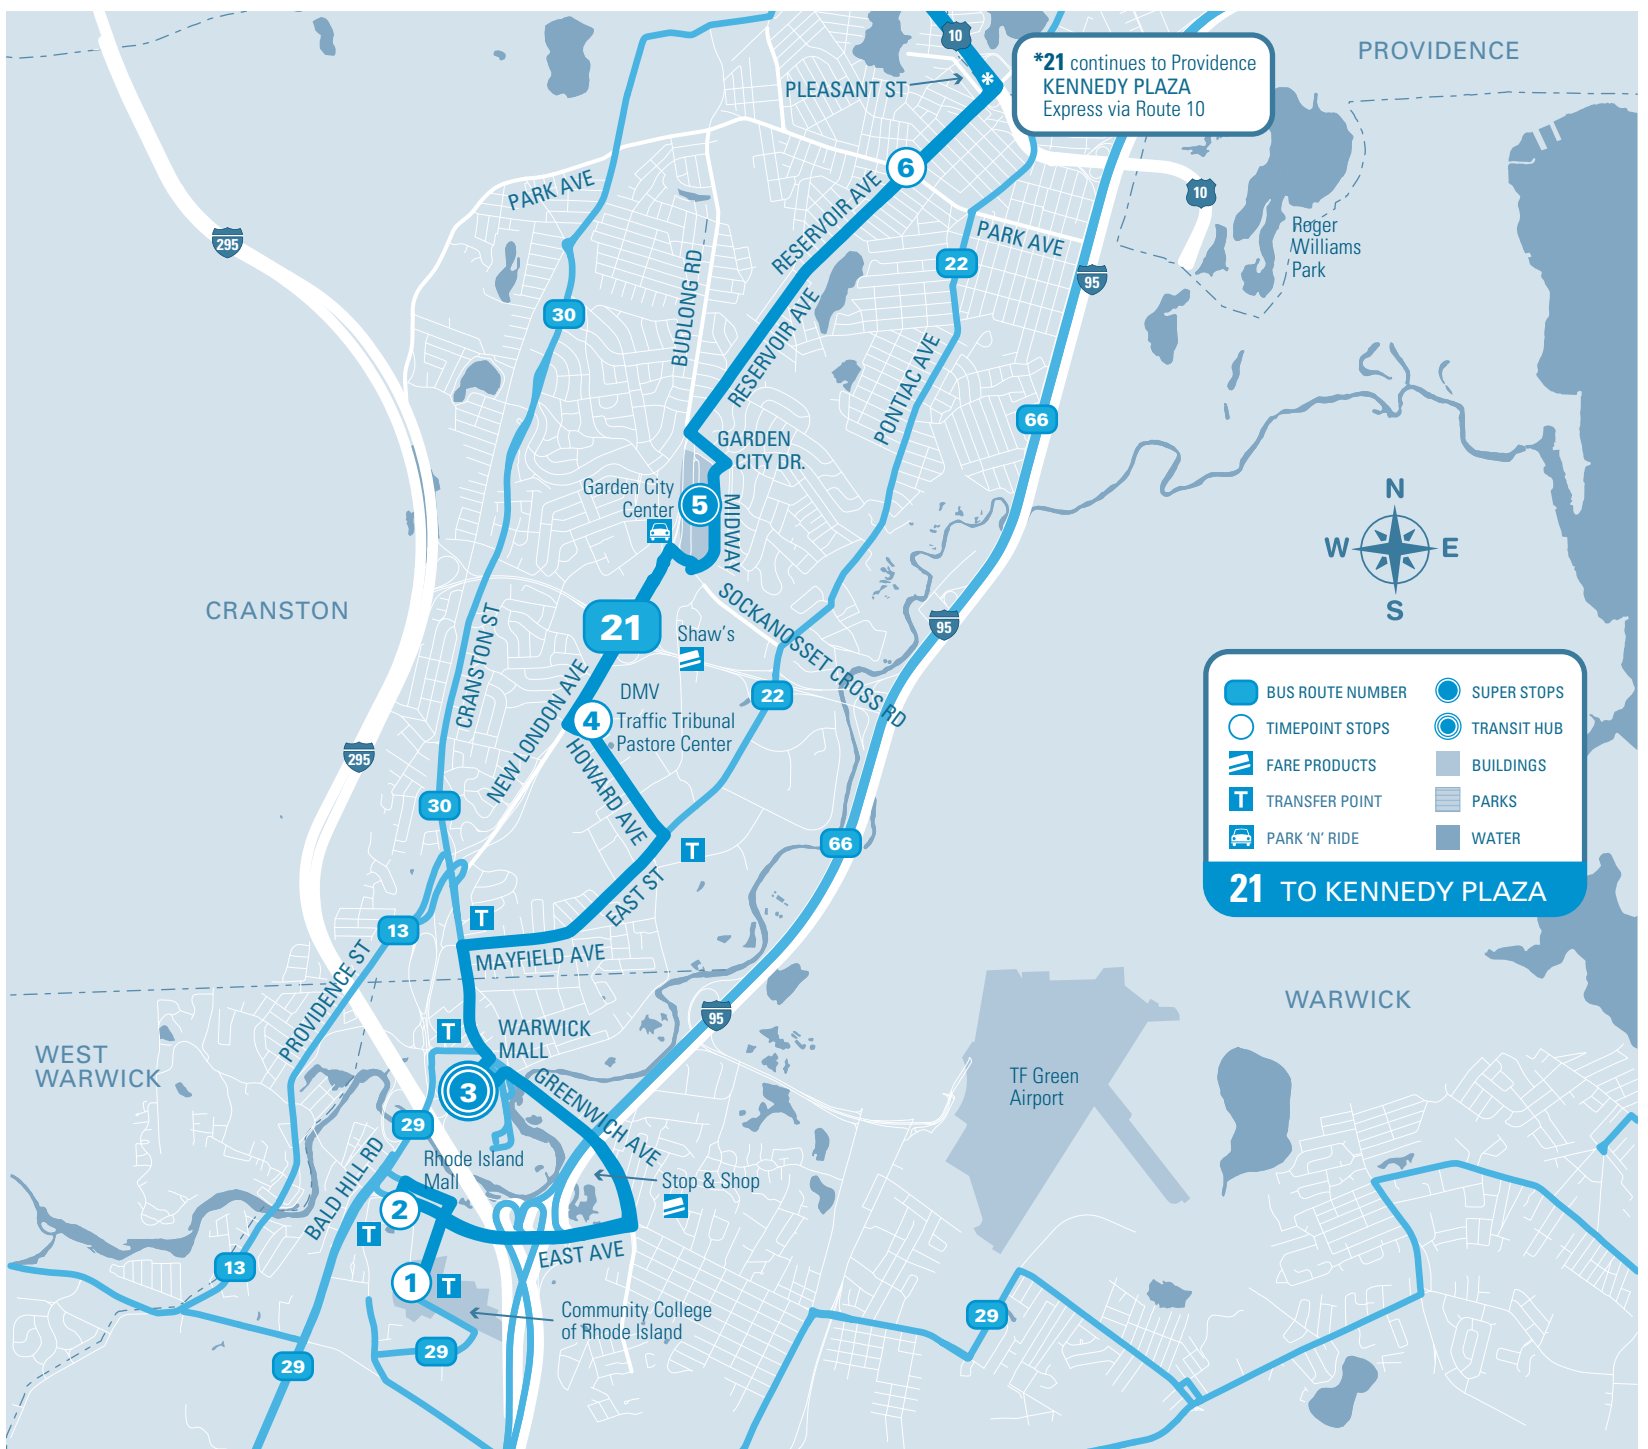 10
*21 continues to Providence
KENNEDY PLAZA
Express via Route 10
PROVIDENCE
PLEASANT ST
*
6
PARK AVE
10
295
RESERVOIR AVE
PARK AVE
Roger
Williams
Park
22
95
BUDLONG RD
30
RESERVOIR AVE
PONTIAC AVE
66
GARDEN
CITY DR.
Garden City
Center
5
MIDWAY
N
W
E
S
CRANSTON
SOCKANOSSET CROSS RD
95
21
Shaw's
CRANSTON ST
NEW LONDON AVE
DMV
22
4
Traffic Tribunal
Pastore Center
HOWARD AVE
295
30
66
T
EAST ST
BUS ROUTE NUMBER
SUPER STOPS
TIMEPOINT STOPS
TRANSIT HUB
FARE PRODUCTS
BUILDINGS
T
TRANSFER POINT
PARKS
PARK 'N' RIDE
WATER
21 TO KENNEDY PLAZA
T
13
MAYFIELD AVE
PROVIDENCE ST
WARWICK
95
T
WARWICK
MALL
WEST
WARWICK
3
GREENWICH AVE
TF Green
Airport
29
BALD HILL RD
Rhode Island
Mall
Stop & Shop
2
T
EAST AVE
13
1
T
Community College
of Rhode Island
29
29
29